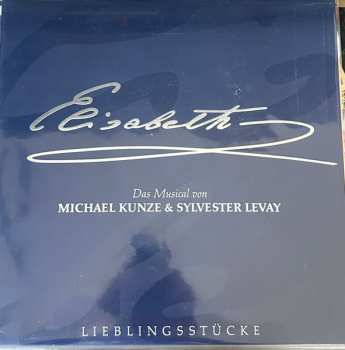 Elisabeth
Das Musical von
MICHAEL KUNZE & SYLVESTER LEVAY
LIEBLINGSSTÜCKE